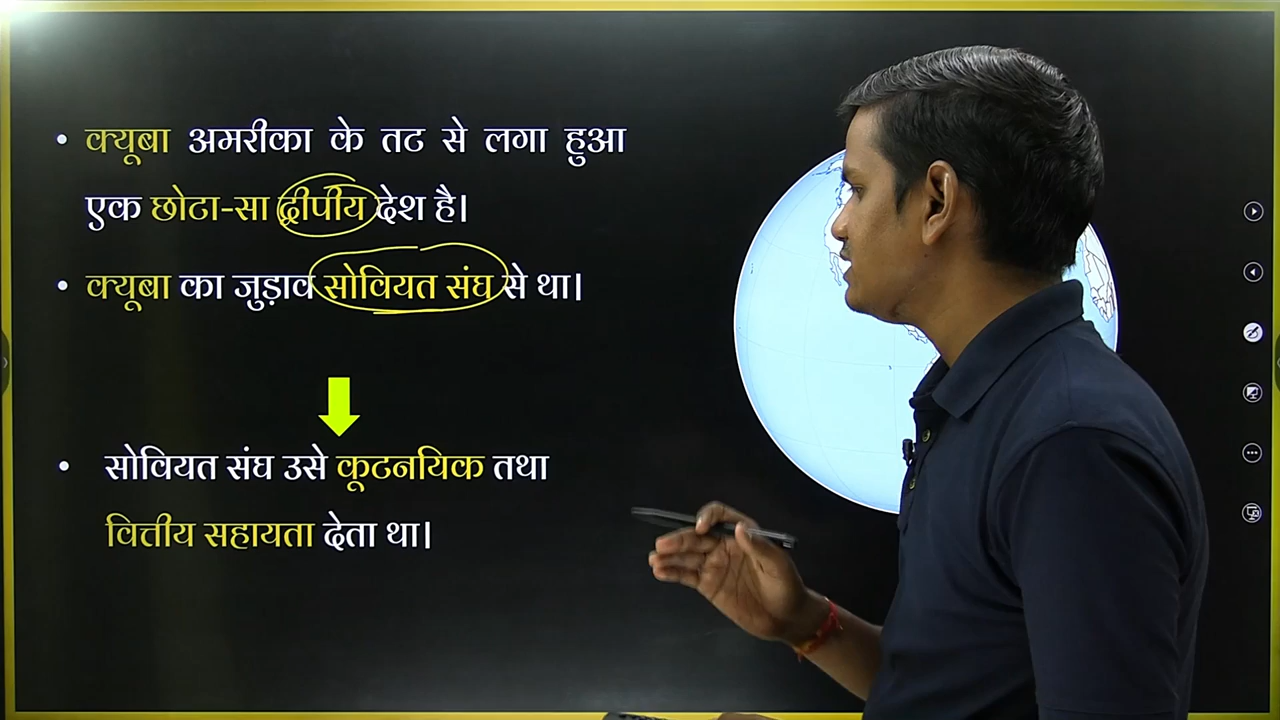 • क्यूबा अमरीका के तट से लगा हुआ
एक छोटा-सा द्वीपीय देश है।
• क्यूबा का जुड़ाव सोवियत संघ से था।
• सोवियत संघ उसे कूटनयिक तथा
वित्तीय सहायता देता था।